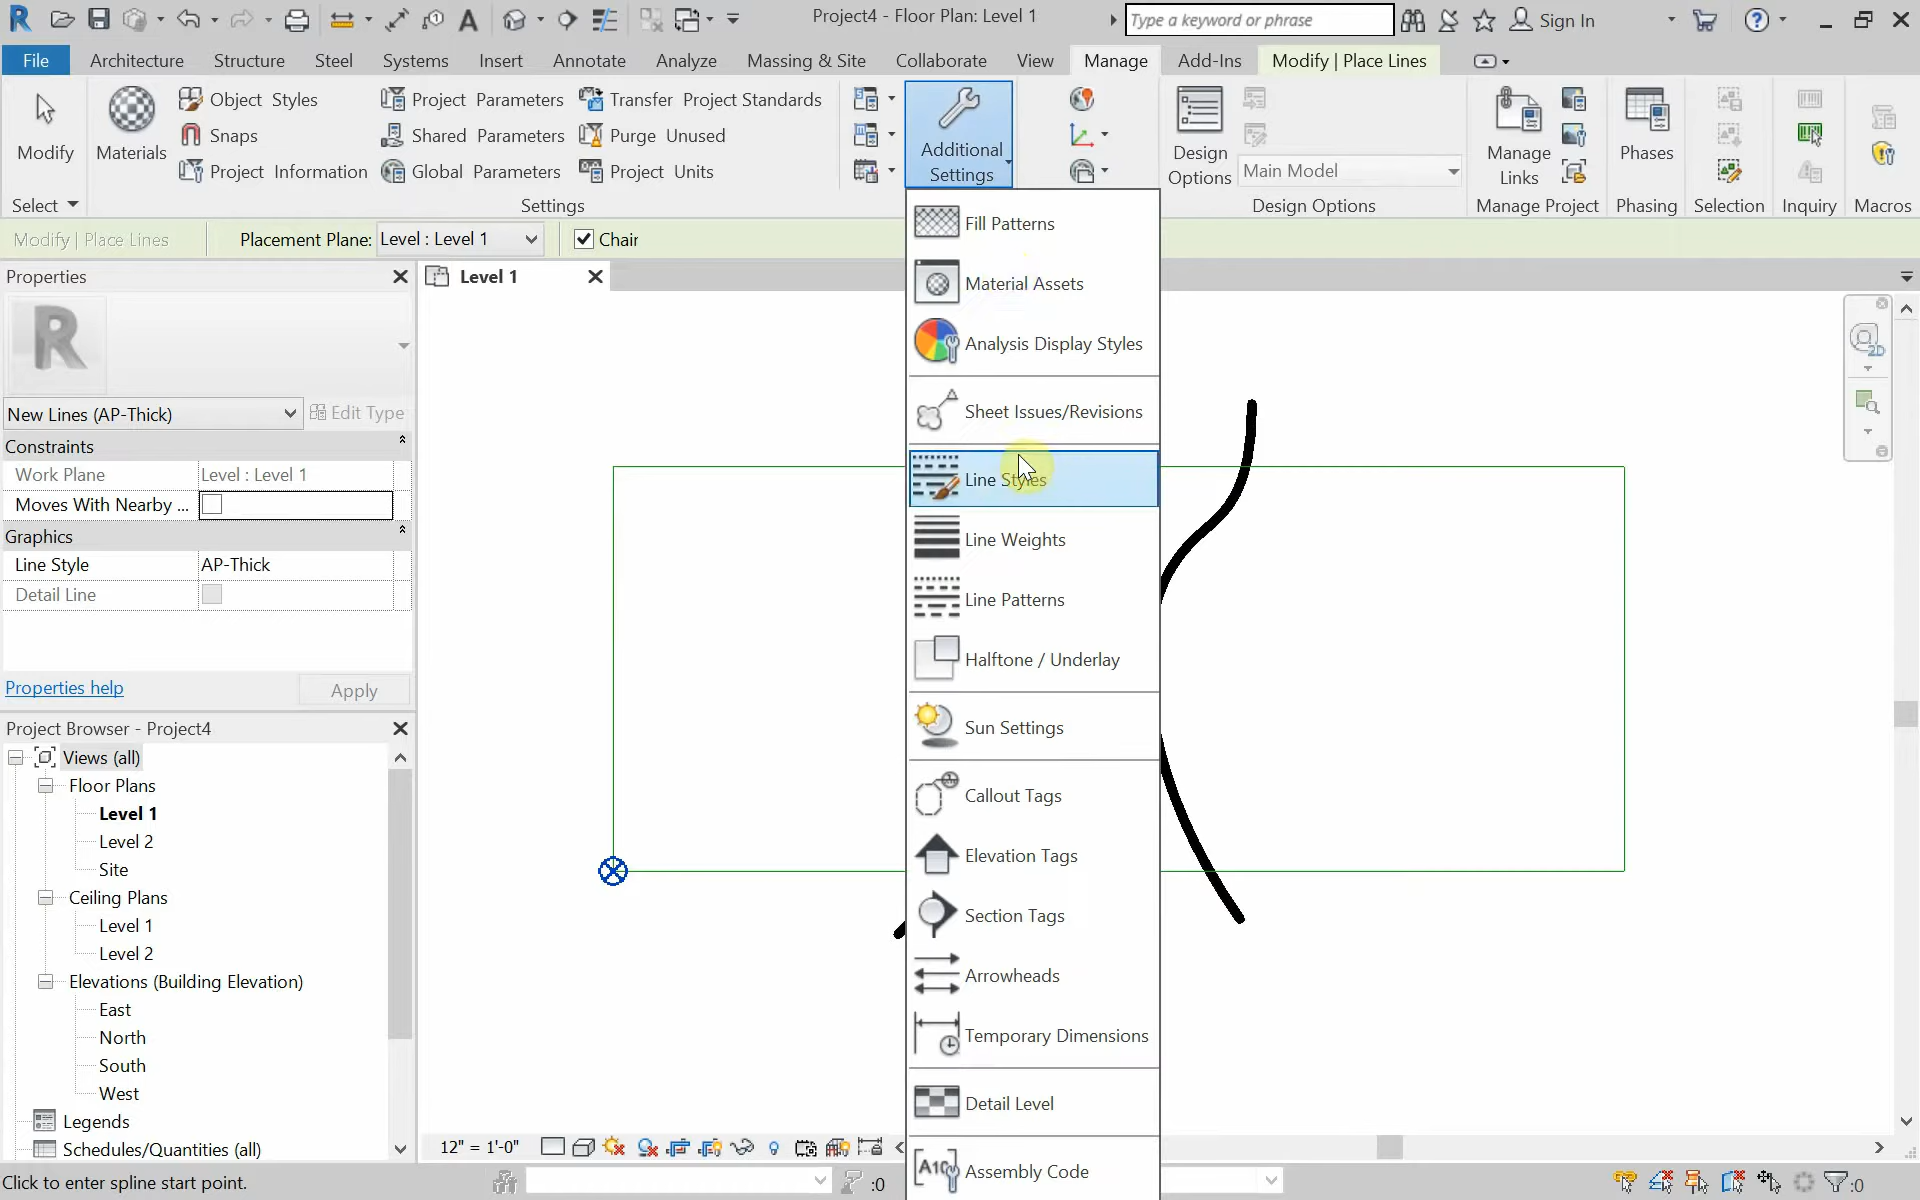 Project4 - Floor Plan: Level 1
Type a keyword or phrase
Sign In
File Architecture Structure Steel Systems Insert Annotate Analyze Massing & Site Collaborate View Manage Add-Ins Modify | Place Lines
Modify
Materials
Object Styles
Snaps
Project Information
Project Parameters
Shared Parameters
Global Parameters
Transfer Project Standards
Purge Unused
Project Units
Additional
Settings
Design
Options
Main Model
Manage
Links
Phases
Select Settings Design Options Manage Project Phasing Selection Inquiry Macros
Modify | Place Lines Placement Plane: Level : Level 1 Chair
Properties
Level 1
New Lines (AP-Thick) Edit Type
Constraints
Work Plane Level : Level 1
Moves With Nearby ...
Graphics
Line Style AP-Thick
Detail Line
Properties help Apply
Project Browser - Project4
Views (all)
Floor Plans
Level 1
Level 2
Site
Ceiling Plans
Level 1
Level 2
Elevations (Building Elevation)
East
North
South
West
Legends
Schedules/Quantities (all)
Fill Patterns
Material Assets
Analysis Display Styles
Sheet Issues/Revisions
Line Styles
Line Weights
Line Patterns
Halftone / Underlay
Sun Settings
Callout Tags
Elevation Tags
Section Tags
Arrowheads
Temporary Dimensions
Detail Level
Assembly Code
2D
12" = 1'-0"
Click to enter spline start point.
:0
:0